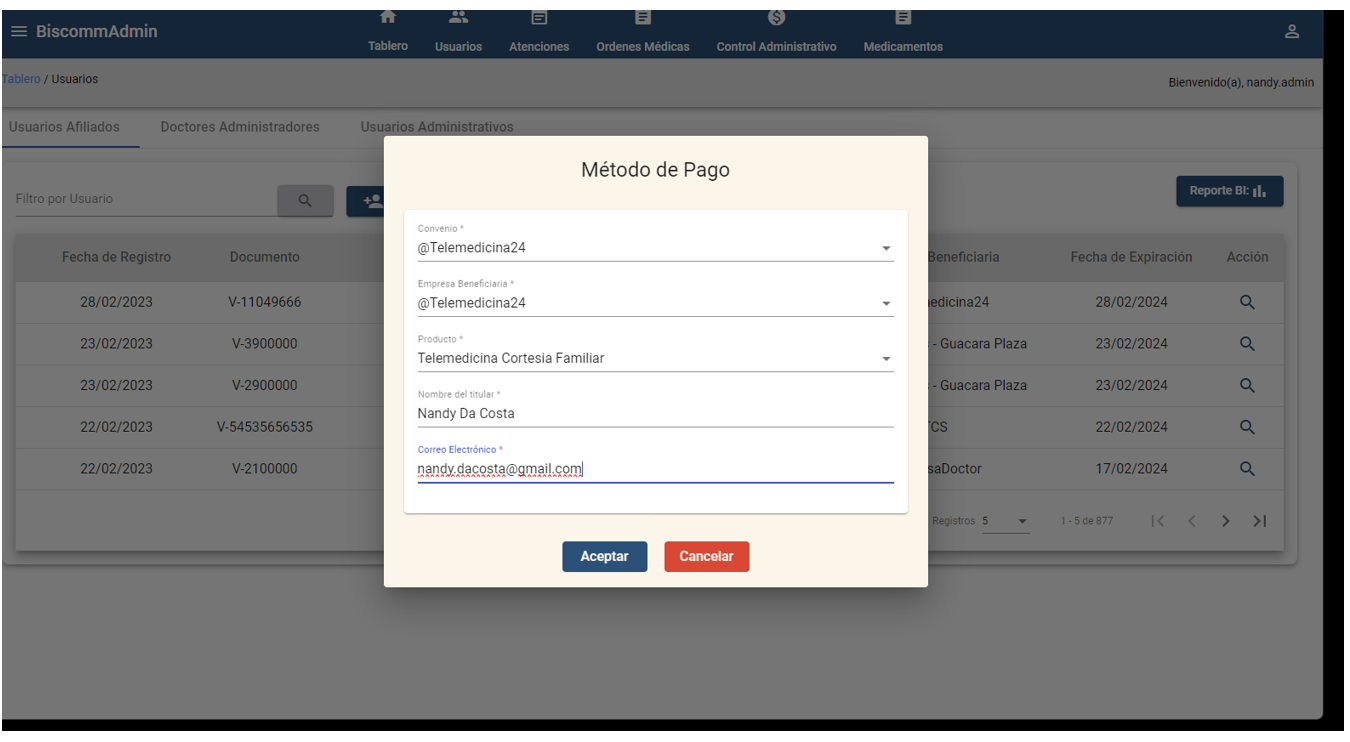 BiscommAdmin
Tablero Usuarios Atenciones Ordenes Médicas Control Administrativo Medicamentos
Tablero / Usuarios
Bienvenido(a), nandy.admin
Usuarios Afiliados Doctores Administradores Usuarios Administrativos
Método de Pago
Filtro por Usuario
Reporte BI:
Convenio *
@Telemedicina24
Empresa Beneficiaria *
@Telemedicina24
Producto *
Telemedicina Cortesia Familiar
Nombre del titular *
Nandy Da Costa
Correo Electrónico *
nandy.dacosta@gmail.com
Aceptar Cancelar
Fecha de Registro Documento Beneficiaria Fecha de Expiración Acción
28/02/2023 V-11049666 edicina24 28/02/2024
23/02/2023 V-3900000 - Guacara Plaza 23/02/2024
23/02/2023 V-2900000 - Guacara Plaza 23/02/2024
22/02/2023 V-54535656535 CS 22/02/2024
22/02/2023 V-2100000 saDoctor 17/02/2024
Registros 5 1 - 5 de 877